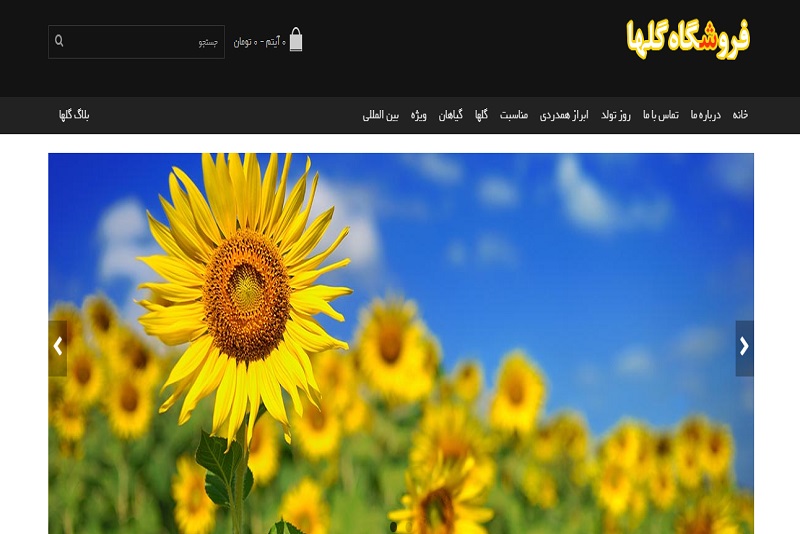 فروشگاه گلها
۰ آیتم - ۰ تومان
جستجو
خانه درباره ما تماس با ما روز تولد ابراز همدردی مناسبت گلها گیاهان ویژه بین المللی بلاگ گلها